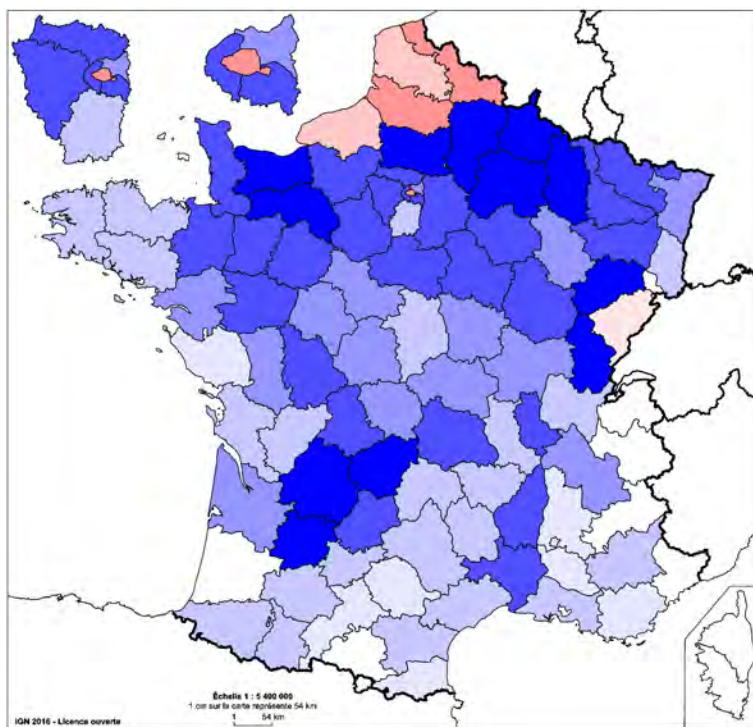 Échelle 1 : 5 400 000
1 cm sur la carte représente 54 km
1 54 km
IGN 2016 - Licence ouverte